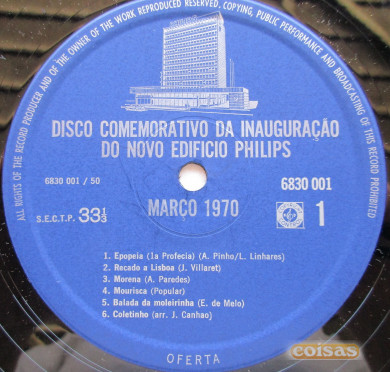 ALL RIGHTS OF THE RECORD PRODUCER AND OF THE OWNER OF THE WORK REPRODUCED RESERVED. COPYING, PUBLIC PERFORMANCE AND BROADCASTING OF THIS RECORD PROHIBITED
DISCO COMEMORATIVO DA INAUGURAÇÃO
DO NOVO EDIFICIO PHILIPS
6830 001 / 50
6830 001
S.E.C.T.P. 33⅓
MARÇO 1970
1
1. Epopeia (1a Profecia) (A. Pinho/L. Linhares)
2. Recado a Lisboa (J. Villaret)
3. Morena (A. Paredes)
4. Mourisca (Popular)
5. Balada da moleirinha (E. de Melo)
6. Coletinho (arr. J. Canhao)
OFERTA
coisas